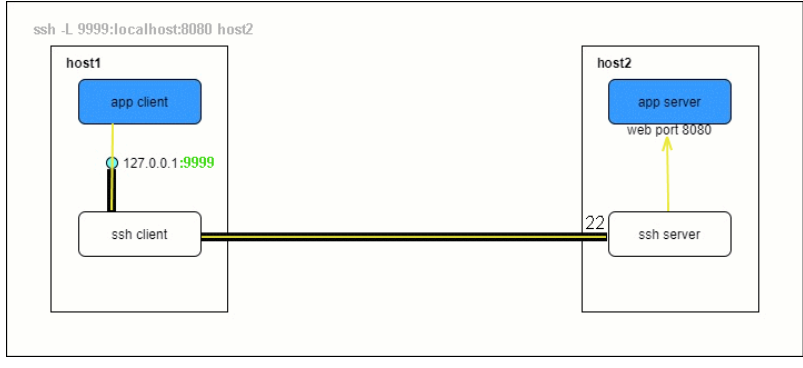 ssh -L 9999:localhost:8080 host2
host1
host2
app client
app server
web port 8080
127.0.0.1:9999
22
ssh client
ssh server